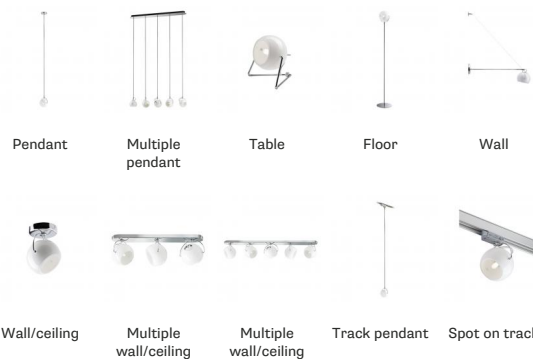 Pendant
Multiple
pendant
Table
Floor
Wall
Wall/ceiling
Multiple
wall/ceiling
Multiple
wall/ceiling
Track pendant
Spot on track